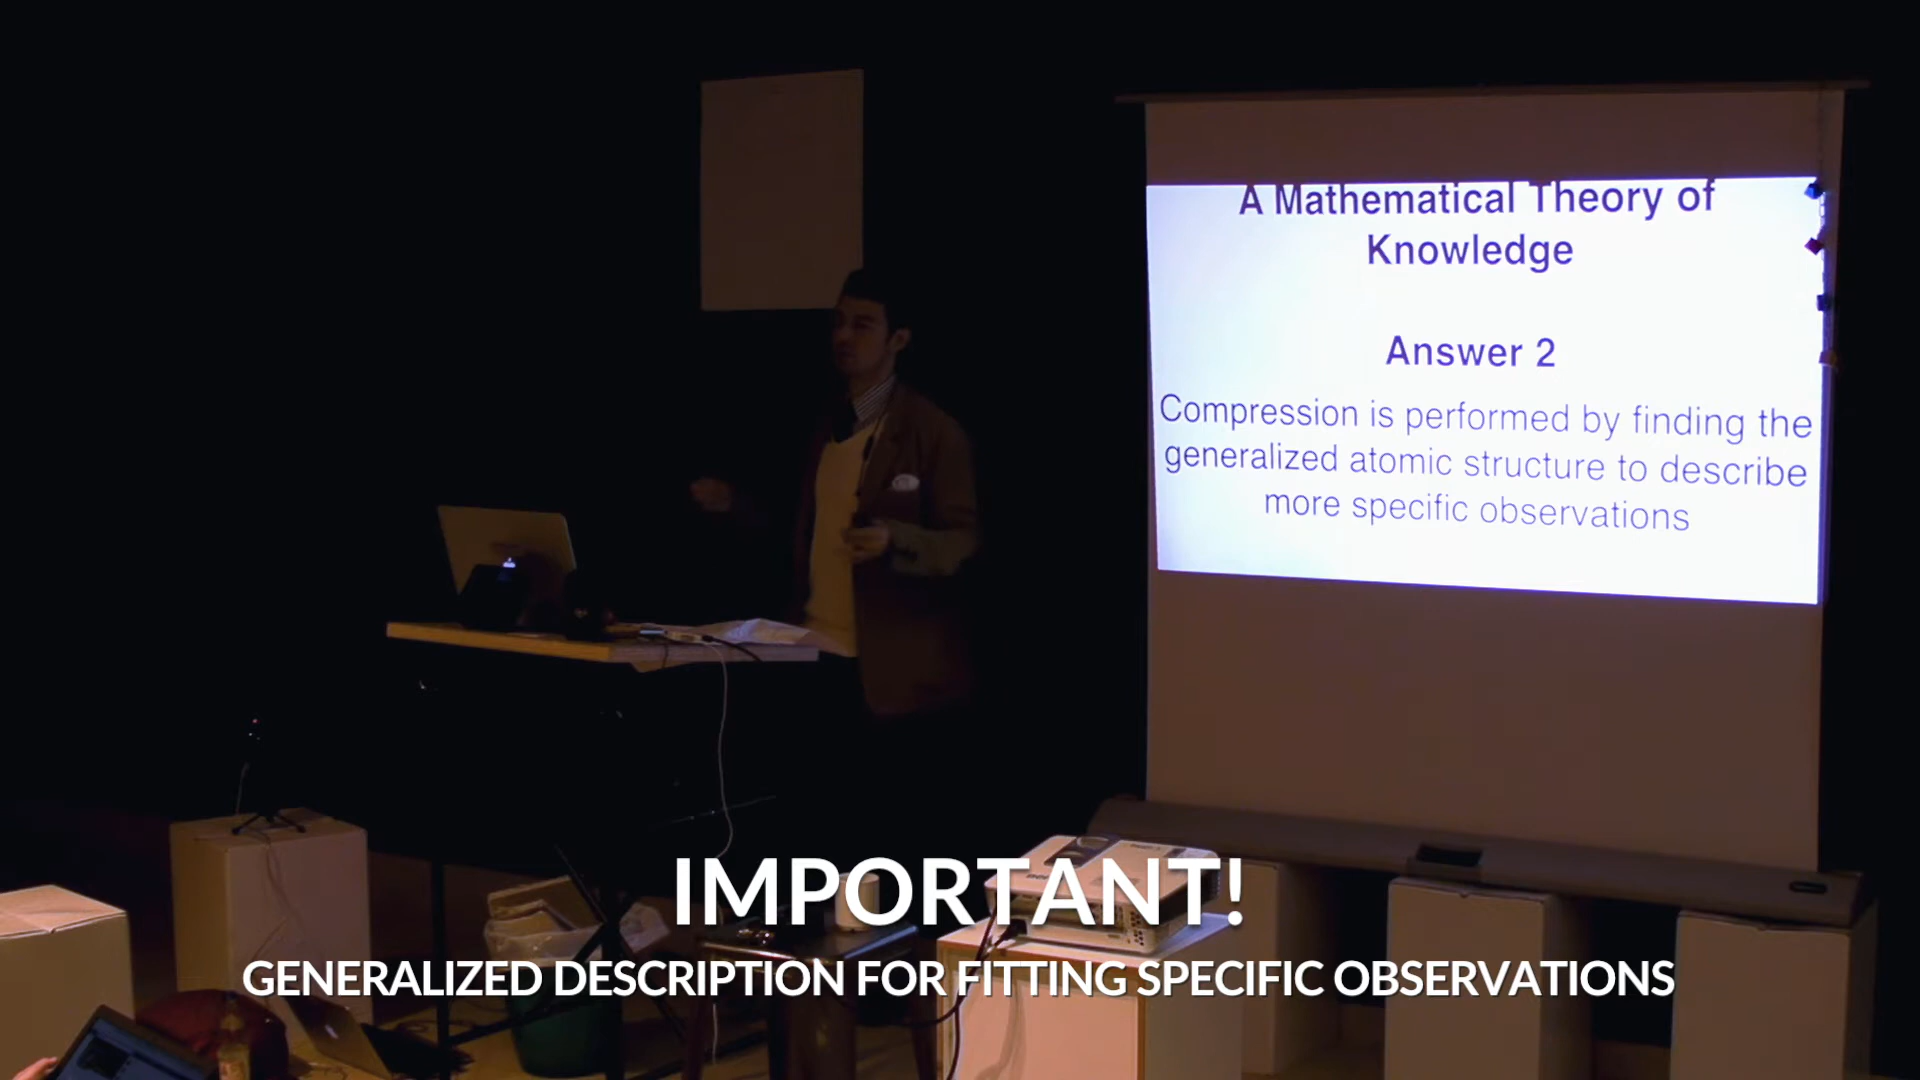 A Mathematical Theory of
Knowledge
Answer 2
Compression is performed by finding the
generalized atomic structure to describe
more specific observations
IMPORTANT!
GENERALIZED DESCRIPTION FOR FITTING SPECIFIC OBSERVATIONS